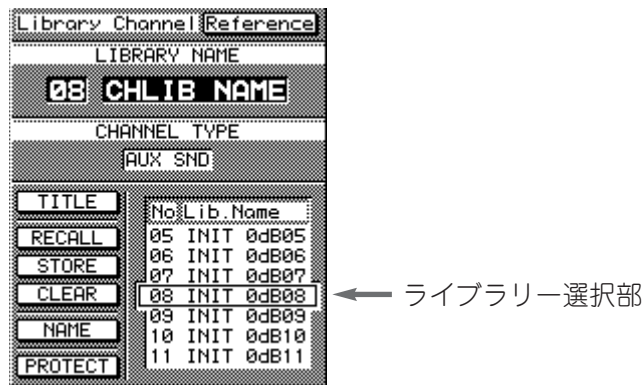 Library Channel Reference
LIBRARY NAME
08 CHLIB NAME
CHANNEL TYPE
AUX SND
TITLE
RECALL
STORE
CLEAR
NAME
PROTECT
No Lib.Name
05 INIT 0dB05
06 INIT 0dB06
07 INIT 0dB07
08 INIT 0dB08
09 INIT 0dB09
10 INIT 0dB10
11 INIT 0dB11
ライブラリー選択部